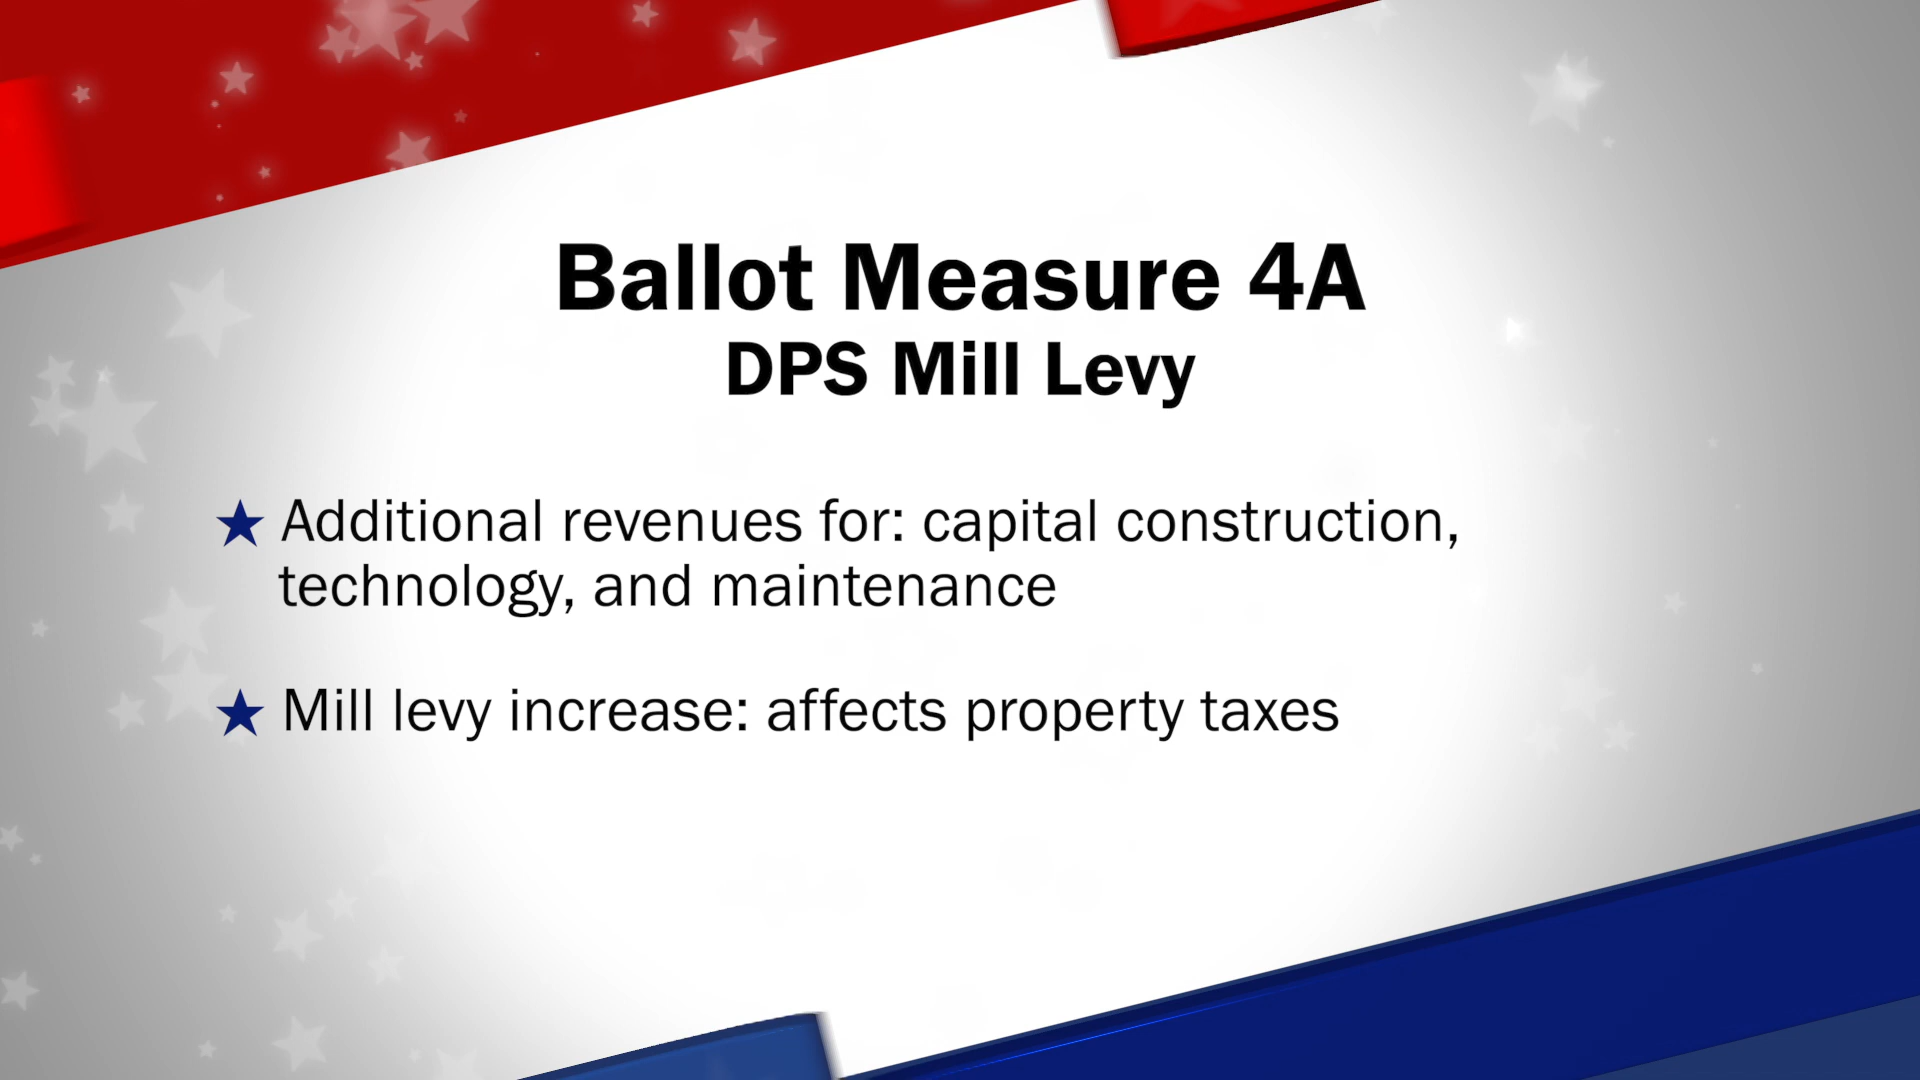 Ballot Measure 4A
DPS Mill Levy
★ Additional revenues for: capital construction,
technology, and maintenance
★ Mill levy increase: affects property taxes